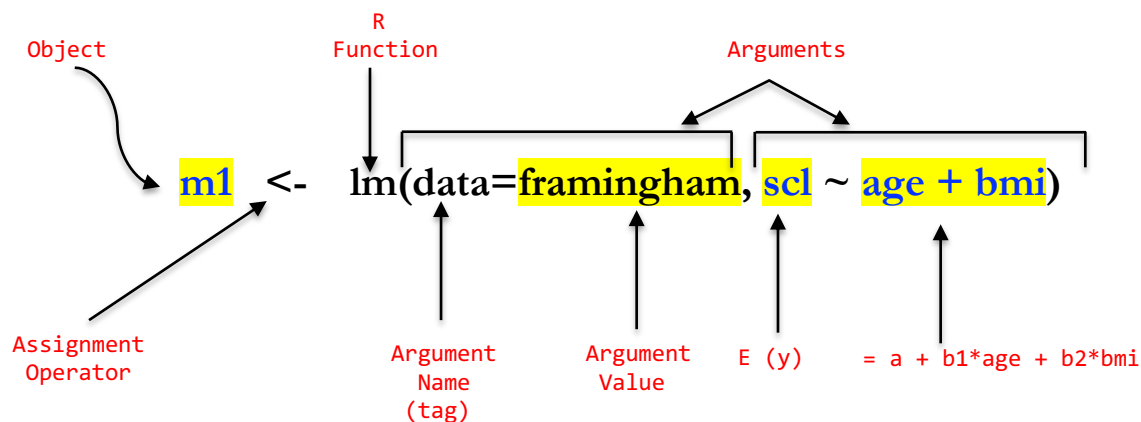 R
Object
Function
Arguments
m1 <- lm(data=framingham, scl ~ age + bmi)
Assignment
Operator
Argument
Name
(tag)
Argument
Value
E (y)
= a + b1*age + b2*bmi